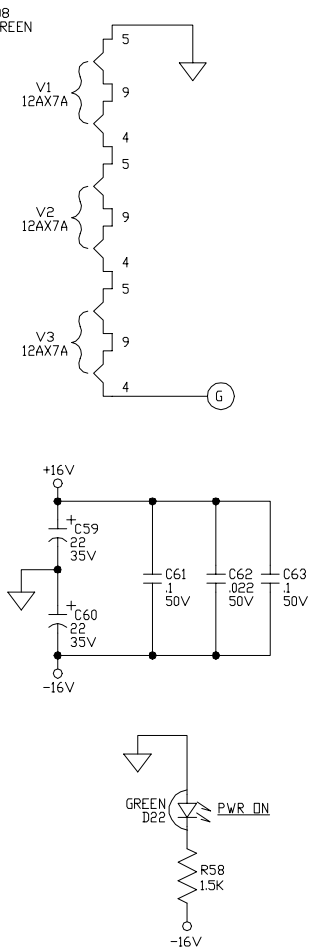 08
GREEN
5
V1
12AX7A
9
4
5
V2
12AX7A
9
4
5
V3
12AX7A
9
4
G
+16V
+
C59
22
35V
+
C60
22
35V
C61
.1
50V
C62
.022
50V
C63
.1
50V
-16V
GREEN
D22
PWR ON
R58
1.5K
-16V